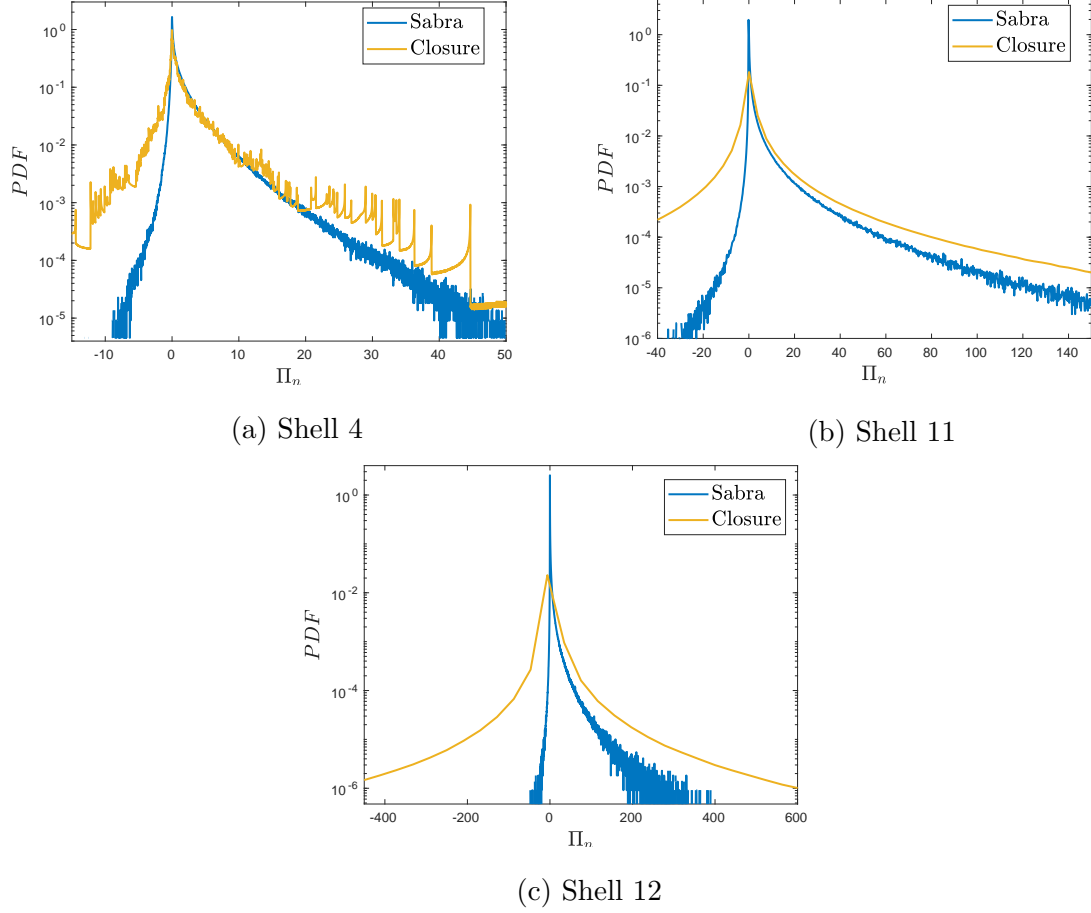 Sabra
Closure
10^0
10^-1
10^-2
10^-3
10^-4
10^-5
PDF
-10 0 10 20 30 40 50
Π_n
(a) Shell 4
Sabra
Closure
10^0
10^-1
10^-2
10^-3
10^-4
10^-5
10^-6
PDF
-40 -20 0 20 40 60 80 100 120 140
Π_n
(b) Shell 11
Sabra
Closure
10^0
10^-2
10^-4
10^-6
PDF
-400 -200 0 200 400 600
Π_n
(c) Shell 12